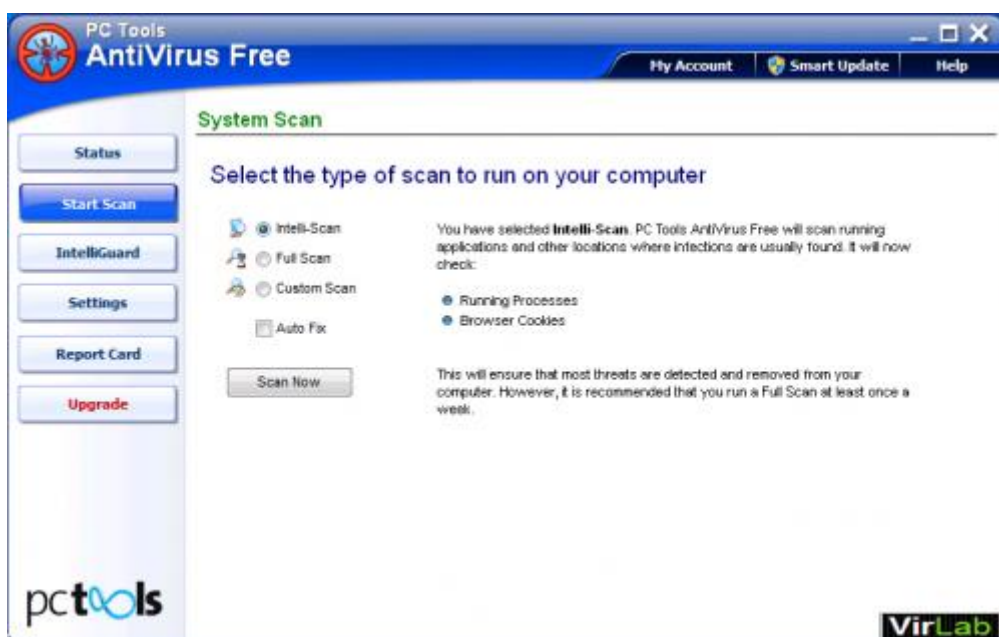 PC Tools
AntiVirus Free
My Account
Smart Update
Help
System Scan
Status
Start Scan
IntelliGuard
Settings
Report Card
Upgrade
Select the type of scan to run on your computer
Intelli-Scan
Full Scan
Custom Scan
Auto Fix
Scan Now
You have selected Intelli-Scan. PC Tools AntiVirus Free will scan running
applications and other locations where infections are usually found. It will now
check:
Running Processes
Browser Cookies
This will ensure that most threats are detected and removed from your
computer. However, it is recommended that you run a Full Scan at least once a
week.
pctools
VirLab